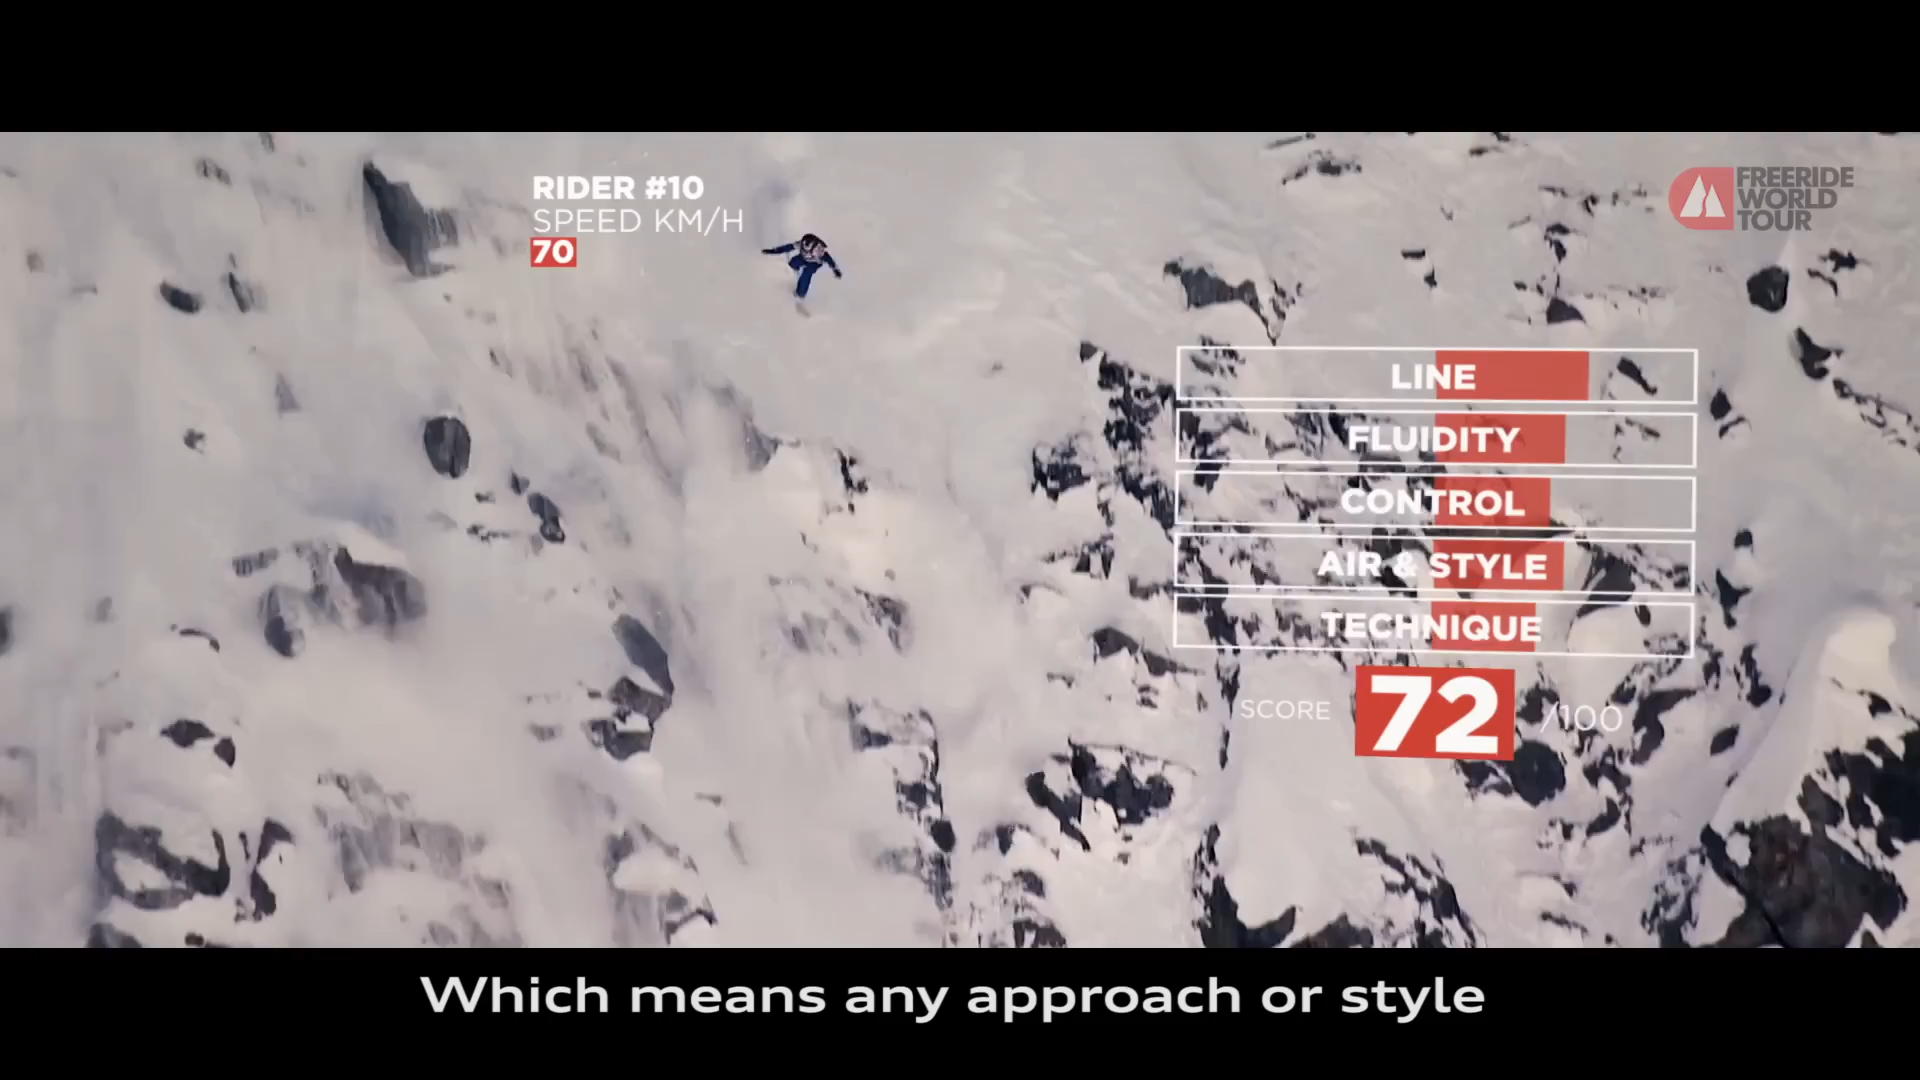 RIDER #10
SPEED KM/H
70
FREERIDE
WORLD
TOUR
LINE
FLUIDITY
CONTROL
AIR & STYLE
TECHNIQUE
SCORE 72 /100
Which means any approach or style